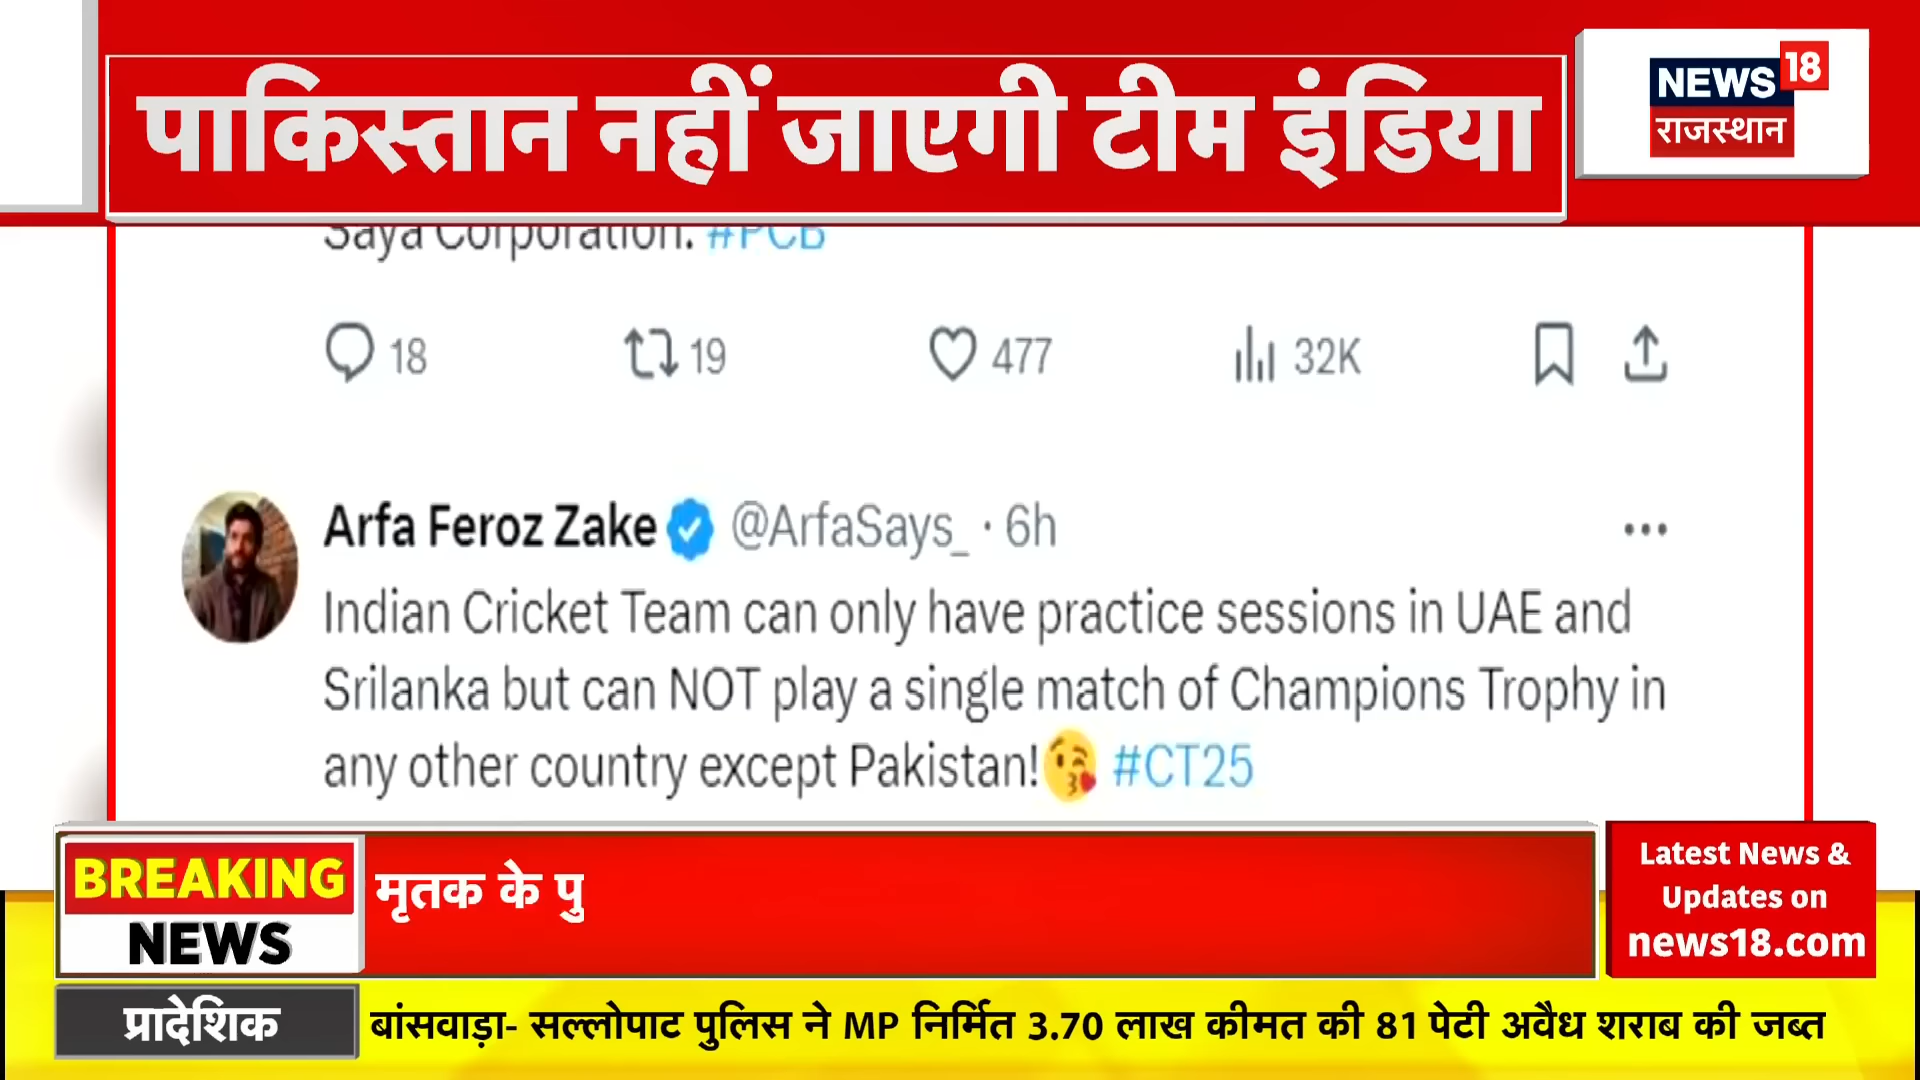 पाकिस्तान नहीं जाएगी टीम इंडिया
NEWS 18
राजस्थान
Saya Corporation. #PCB
18 19 477 32K
Arfa Feroz Zake @ArfaSays_ · 6h
Indian Cricket Team can only have practice sessions in UAE and
Srilanka but can NOT play a single match of Champions Trophy in
any other country except Pakistan!😘 #CT25
BREAKING
NEWS
मृतक के पु
Latest News &
Updates on
news18.com
प्रादेशिक
बांसवाड़ा- सल्लोपाट पुलिस ने MP निर्मित 3.70 लाख कीमत की 81 पेटी अवैध शराब की जब्त